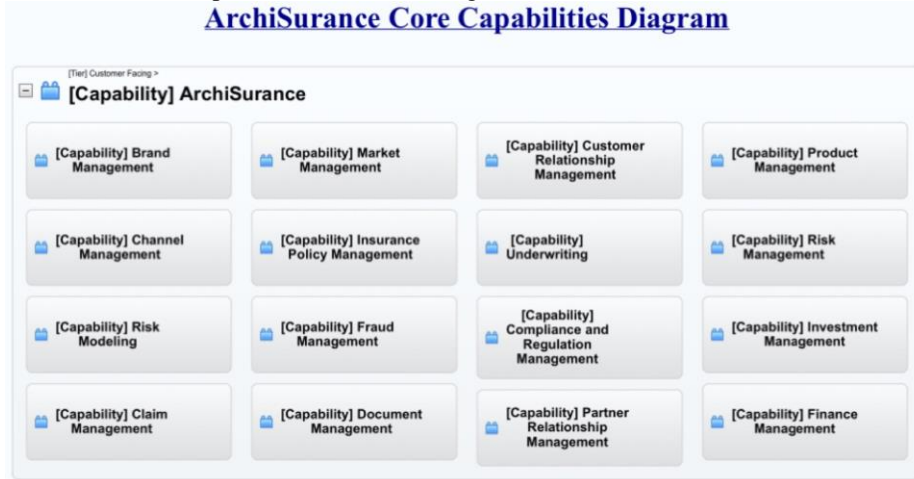 ArchiSurance Core Capabilities Diagram
[Tier] Customer Facing >
[Capability] ArchiSurance
[Capability] Brand
Management
[Capability] Market
Management
[Capability] Customer
Relationship
Management
[Capability] Product
Management
[Capability] Channel
Management
[Capability] Insurance
Policy Management
[Capability]
Underwriting
[Capability] Risk
Management
[Capability] Risk
Modeling
[Capability] Fraud
Management
[Capability]
Compliance and
Regulation
Management
[Capability] Investment
Management
[Capability] Claim
Management
[Capability] Document
Management
[Capability] Partner
Relationship
Management
[Capability] Finance
Management